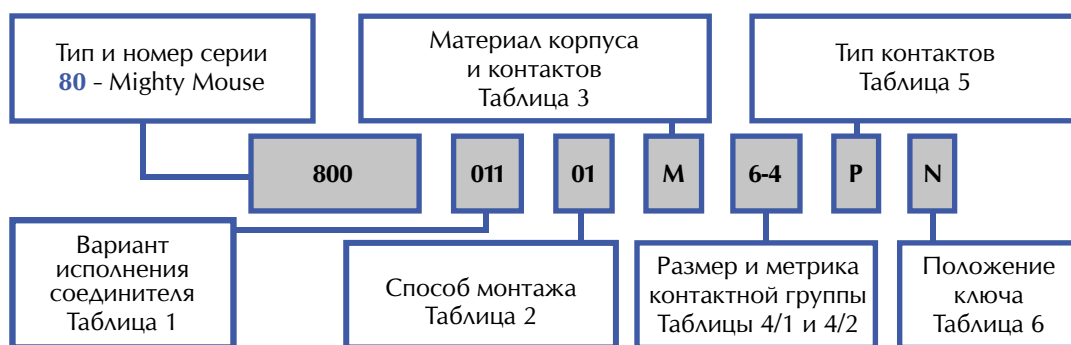 Тип и номер серии
80 - Mighty Mouse
Материал корпуса
и контактов
Таблица 3
Тип контактов
Таблица 5
800
011
01
M
6-4
P
N
Вариант
исполнения
соединителя
Таблица 1
Способ монтажа
Таблица 2
Размер и метрика
контактной группы
Таблицы 4/1 и 4/2
Положение
ключа
Таблица 6